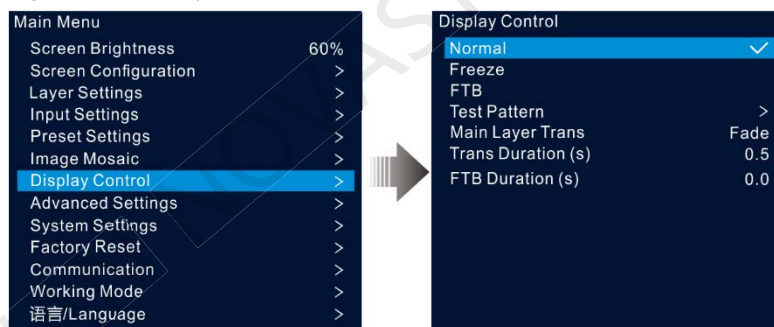 Main Menu
Screen Brightness 60%
Screen Configuration >
Layer Settings >
Input Settings >
Preset Settings >
Image Mosaic >
Display Control >
Advanced Settings >
System Settings >
Factory Reset >
Communication >
Working Mode >
语言/Language >
Display Control
Normal ✓
Freeze
FTB
Test Pattern >
Main Layer Trans Fade
Trans Duration (s) 0.5
FTB Duration (s) 0.0